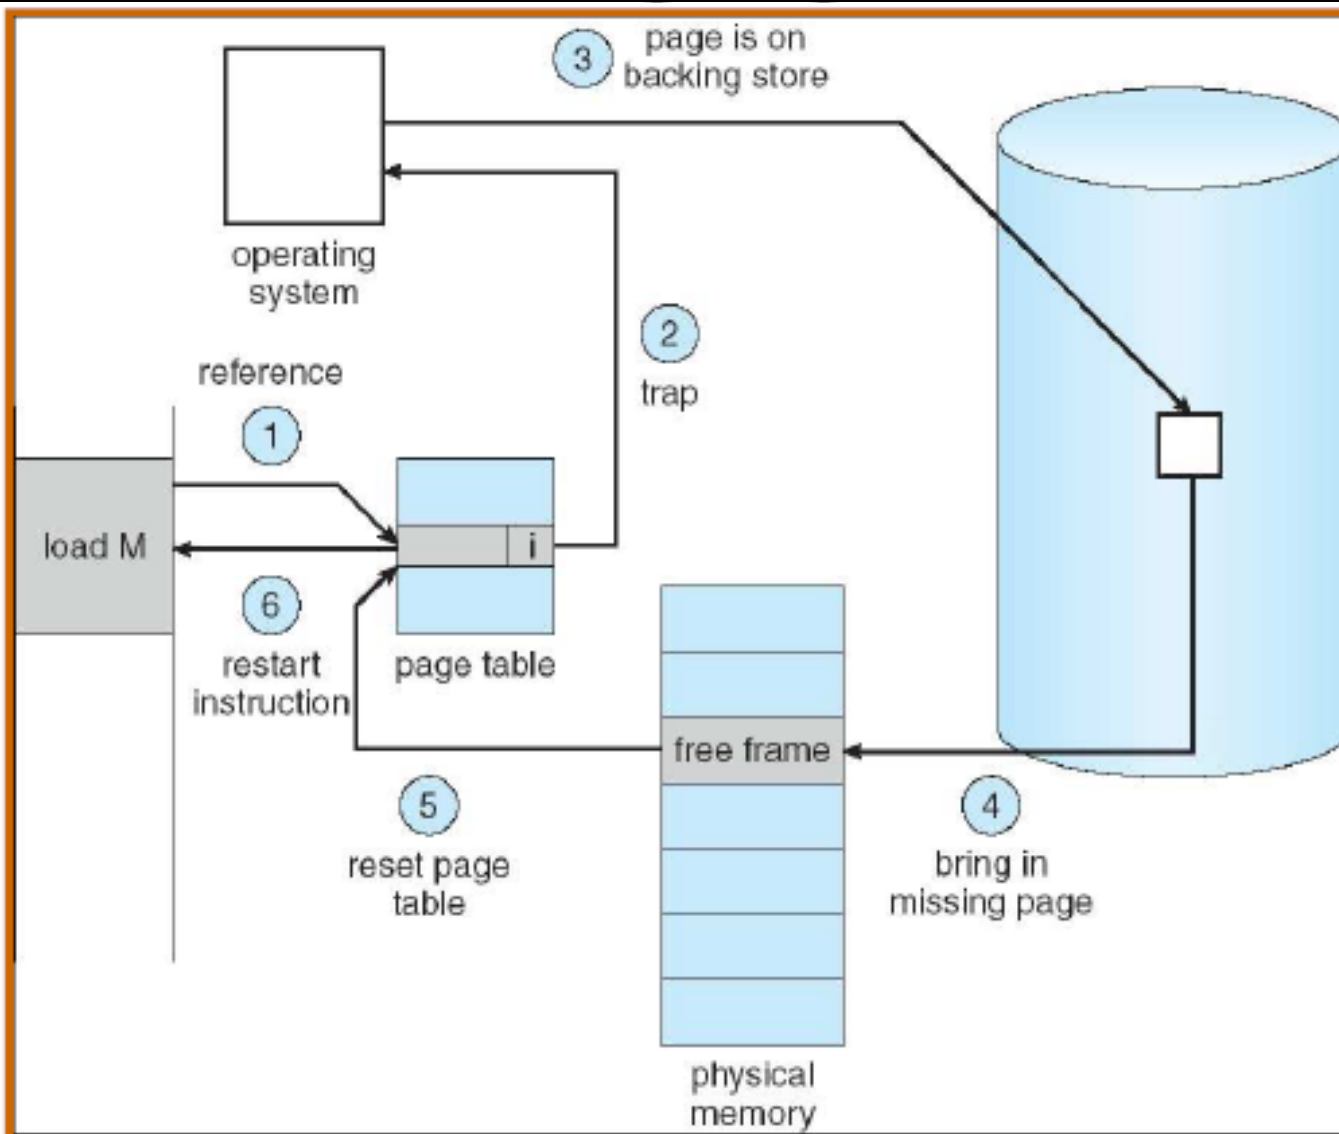 3
page is on
backing store
operating
system
2
trap
reference
1
load M
i
6
restart
instruction
page table
free frame
5
reset page
table
4
bring in
missing page
physical
memory